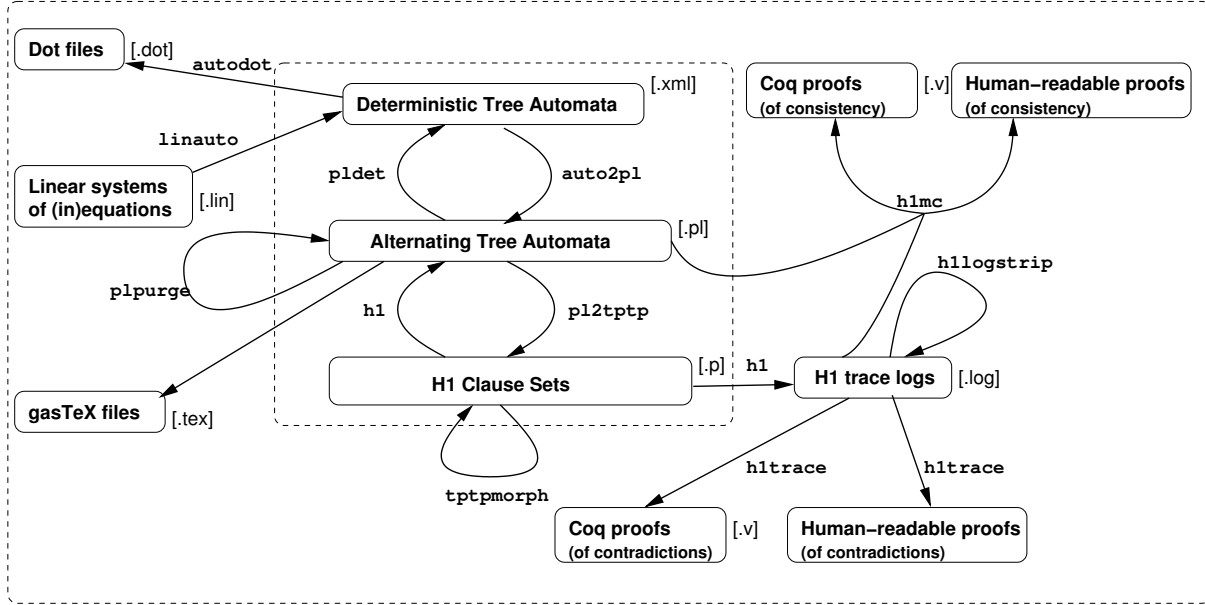 Dot files
[.dot]
autodot
Deterministic Tree Automata
[.xml]
Coq proofs
(of consistency)
[.v]
Human−readable proofs
(of consistency)
linauto
Linear systems
of (in)equations
[.lin]
pldet
auto2pl
h1mc
Alternating Tree Automata
[.pl]
plpurge
h1
pl2tptp
h1logstrip
H1 Clause Sets
[.p]
h1
H1 trace logs
[.log]
gasTeX files
[.tex]
tptpmorph
h1trace
h1trace
Coq proofs
(of contradictions)
[.v]
Human−readable proofs
(of contradictions)